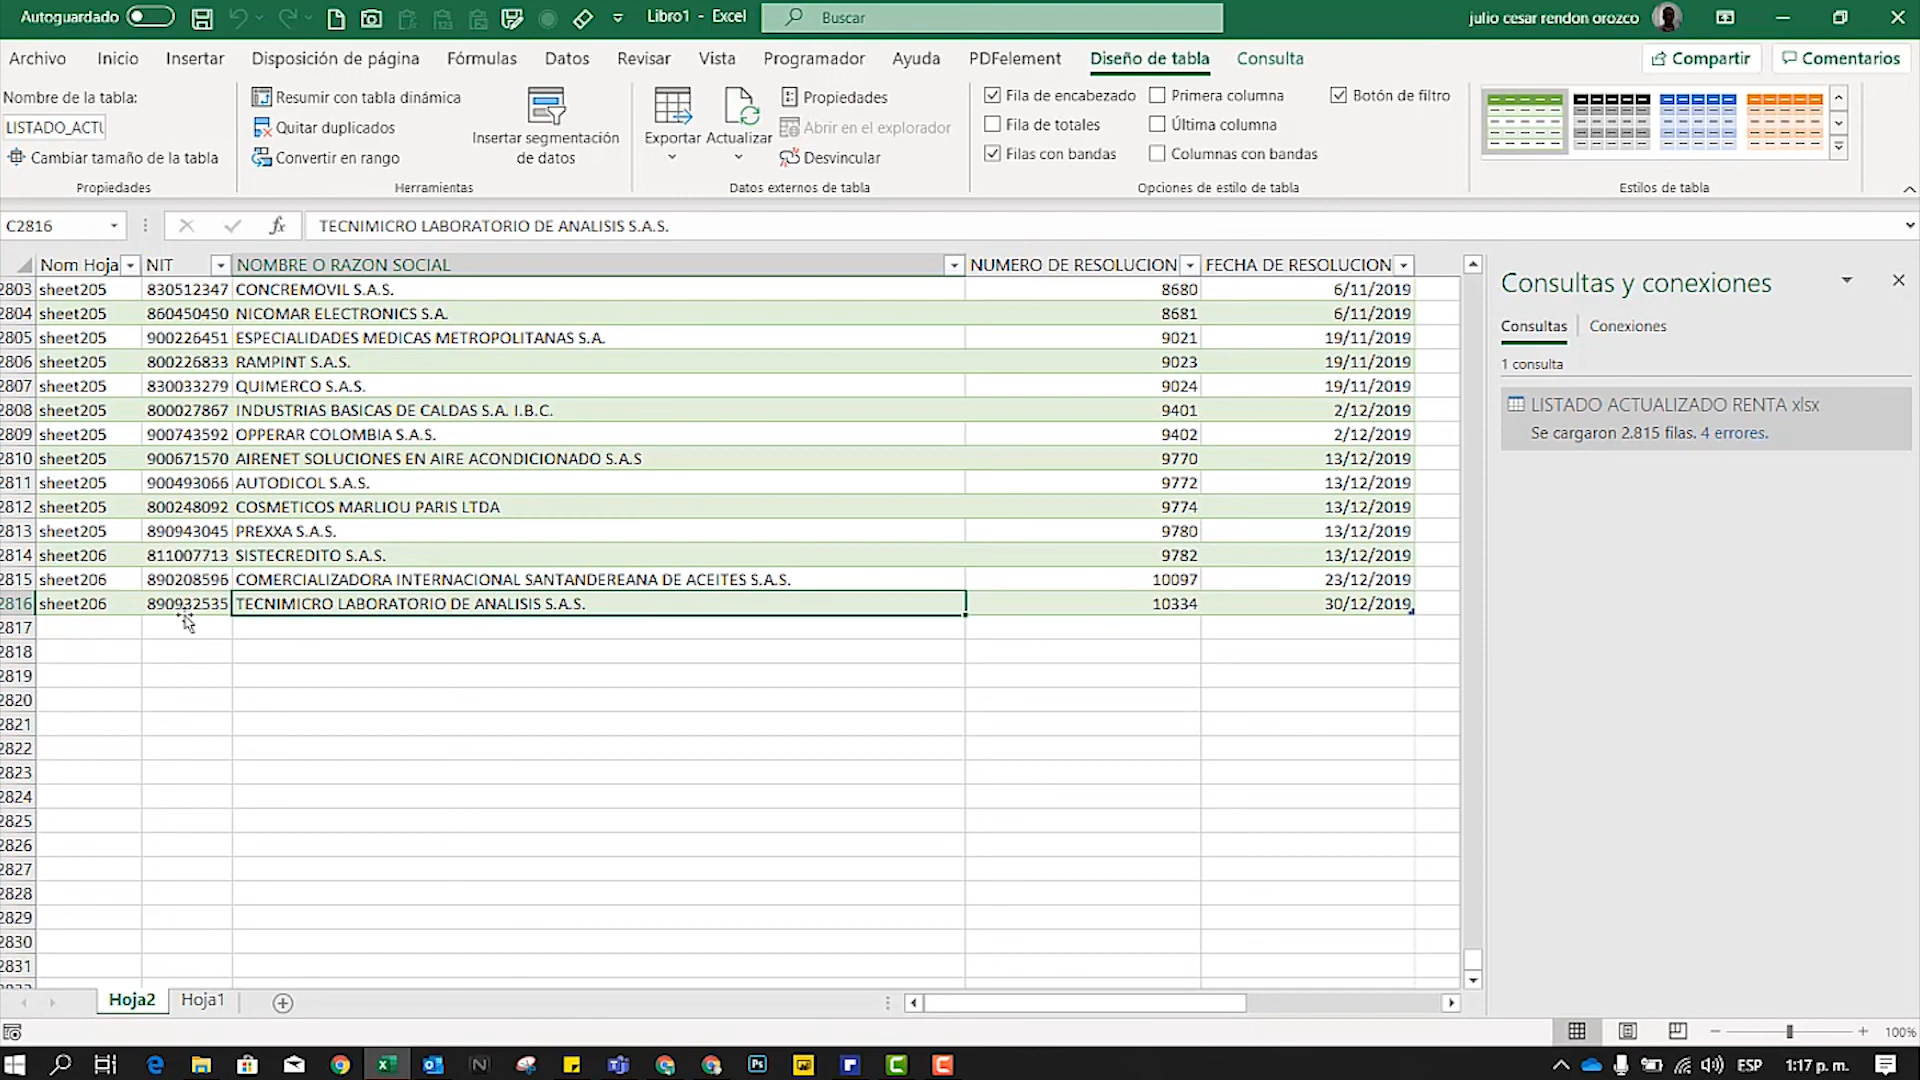 Autoguardado Libro1 - Excel Buscar julio cesar rendon orozco
Archivo Inicio Insertar Disposición de página Fórmulas Datos Revisar Vista Programador Ayuda PDFelement Diseño de tabla Consulta Compartir Comentarios
Nombre de la tabla: Resumir con tabla dinámica Propiedades Fila de encabezado Primera columna Botón de filtro
LISTADO_ACTU Quitar duplicados Insertar segmentación de datos Exportar Actualizar Abrir en el explorador Fila de totales Última columna
Cambiar tamaño de la tabla Convertir en rango Desvincular Filas con bandas Columnas con bandas
Propiedades Herramientas Datos externos de tabla Opciones de estilo de tabla Estilos de tabla
C2816 fx TECNIMICRO LABORATORIO DE ANALISIS S.A.S.
Nom Hoja NIT NOMBRE O RAZON SOCIAL NUMERO DE RESOLUCION FECHA DE RESOLUCION
2803 sheet205 830512347 CONCREMOVIL S.A.S. 8680 6/11/2019
2804 sheet205 860450450 NICOMAR ELECTRONICS S.A. 8681 6/11/2019
2805 sheet205 900226451 ESPECIALIDADES MEDICAS METROPOLITANAS S.A. 9021 19/11/2019
2806 sheet205 800226833 RAMPINT S.A.S. 9023 19/11/2019
2807 sheet205 830033279 QUIMERCO S.A.S. 9024 19/11/2019
2808 sheet205 800027867 INDUSTRIAS BASICAS DE CALDAS S.A. I.B.C. 9401 2/12/2019
2809 sheet205 900743592 OPPERAR COLOMBIA S.A.S. 9402 2/12/2019
2810 sheet205 900671570 AIRENET SOLUCIONES EN AIRE ACONDICIONADO S.A.S 9770 13/12/2019
2811 sheet205 900493066 AUTODICOL S.A.S. 9772 13/12/2019
2812 sheet205 800248092 COSMETICOS MARLIOU PARIS LTDA 9774 13/12/2019
2813 sheet205 890943045 PREXXA S.A.S. 9780 13/12/2019
2814 sheet206 811007713 SISTECREDITO S.A.S. 9782 13/12/2019
2815 sheet206 890208596 COMERCIALIZADORA INTERNACIONAL SANTANDEREANA DE ACEITES S.A.S. 10097 23/12/2019
2816 sheet206 890932535 TECNIMICRO LABORATORIO DE ANALISIS S.A.S. 10334 30/12/2019
2817
2818
2819
2820
2821
2822
2823
2824
2825
2826
2827
2828
2829
2830
2831
Consultas y conexiones
Consultas Conexiones
1 consulta
LISTADO ACTUALIZADO RENTA xlsx
Se cargaron 2.815 filas. 4 errores.
Hoja2 Hoja1
100%
ESP 1:17 p. m.